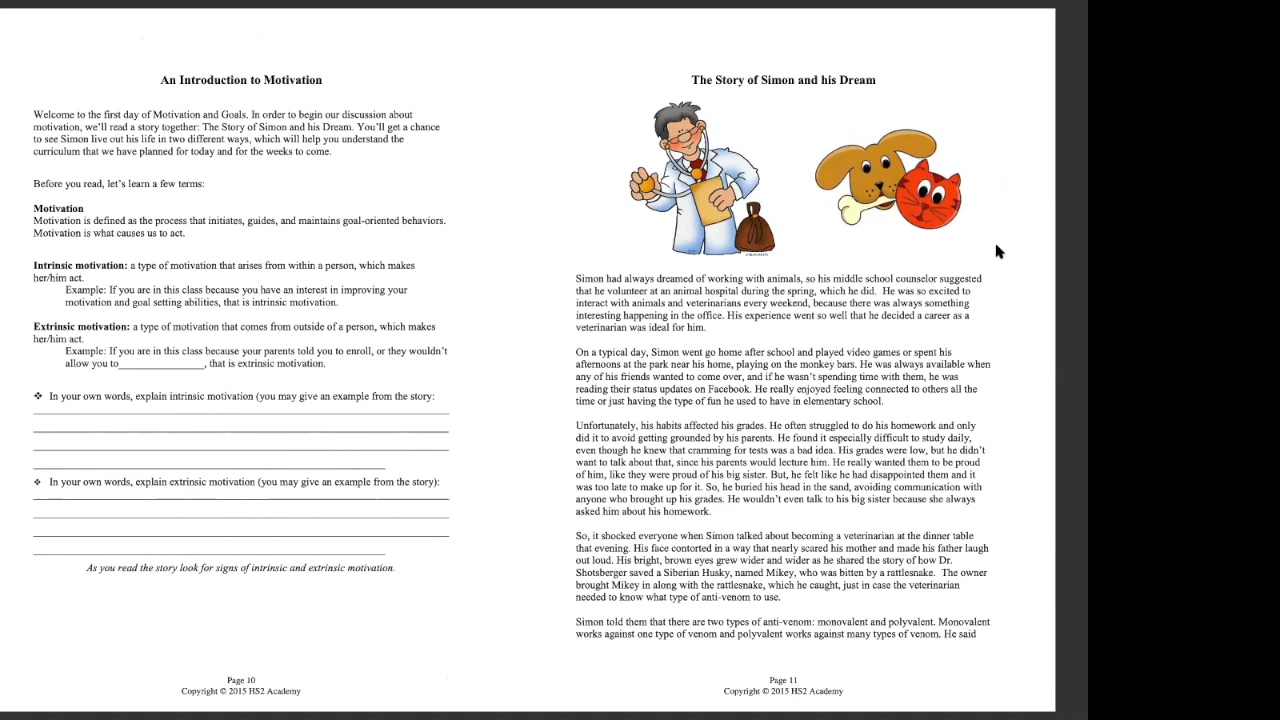 An Introduction to Motivation
Welcome to the first day of Motivation and Goals. In order to begin our discussion about
motivation, we'll read a story together: The Story of Simon and his Dream. You'll get a chance
to see Simon live out his life in two different ways, which will help you understand the
curriculum that we have planned for today and for the weeks to come.
Before you read, let's learn a few terms:
Motivation
Motivation is defined as the process that initiates, guides, and maintains goal-oriented behaviors.
Motivation is what causes us to act.
Intrinsic motivation: a type of motivation that arises from within a person, which makes
her/him act.
Example: If you are in this class because you have an interest in improving your
motivation and goal setting abilities, that is intrinsic motivation.
Extrinsic motivation: a type of motivation that comes from outside of a person, which makes
her/him act.
Example: If you are in this class because your parents told you to enroll, or they wouldn't
allow you to_________________, that is extrinsic motivation.
❖ In your own words, explain intrinsic motivation (you may give an example from the story:
❖ In your own words, explain extrinsic motivation (you may give an example from the story):
As you read the story look for signs of intrinsic and extrinsic motivation.
Page 10
Copyright © 2015 HS2 Academy
The Story of Simon and his Dream
Simon had always dreamed of working with animals, so his middle school counselor suggested
that he volunteer at an animal hospital during the spring, which he did. He was so excited to
interact with animals and veterinarians every weekend, because there was always something
interesting happening in the office. His experience went so well that he decided a career as a
veterinarian was ideal for him.
On a typical day, Simon went go home after school and played video games or spent his
afternoons at the park near his home, playing on the monkey bars. He was always available when
any of his friends wanted to come over, and if he wasn't spending time with them, he was
reading their status updates on Facebook. He really enjoyed feeling connected to others all the
time or just having the type of fun he used to have in elementary school.
Unfortunately, his habits affected his grades. He often struggled to do his homework and only
did it to avoid getting grounded by his parents. He found it especially difficult to study daily,
even though he knew that cramming for tests was a bad idea. His grades were low, but he didn't
want to talk about that, since his parents would lecture him. He really wanted them to be proud
of him, like they were proud of his big sister. But, he felt like he had disappointed them and it
was too late to make up for it. So, he buried his head in the sand, avoiding communication with
anyone who brought up his grades. He wouldn't even talk to his big sister because she always
asked him about his homework.
So, it shocked everyone when Simon talked about becoming a veterinarian at the dinner table
that evening. His face contorted in a way that nearly scared his mother and made his father laugh
out loud. His bright, brown eyes grew wider and wider as he shared the story of how Dr.
Shotsberger saved a Siberian Husky, named Mikey, who was bitten by a rattlesnake. The owner
brought Mikey in along with the rattlesnake, which he caught, just in case the veterinarian
needed to know what type of anti-venom to use.
Simon told them that there are two types of anti-venom: monovalent and polyvalent. Monovalent
works against one type of venom and polyvalent works against many types of venom. He said
Page 11
Copyright © 2015 HS2 Academy